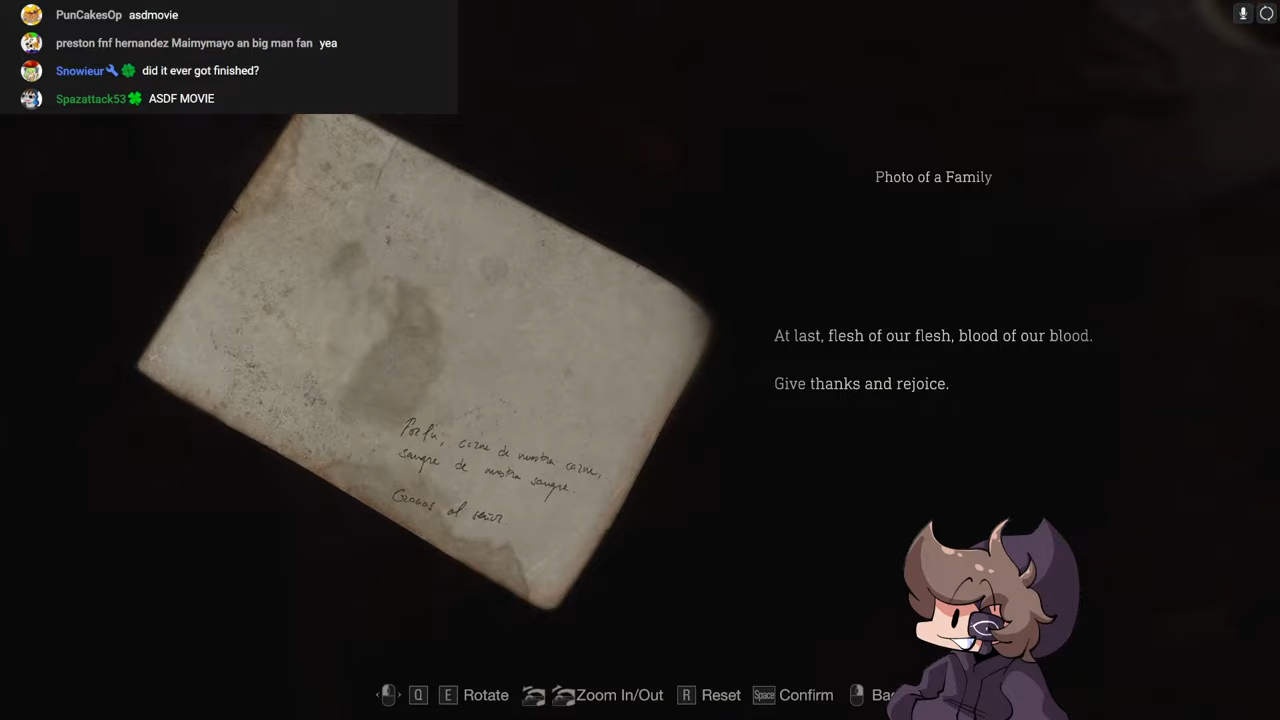 PunCakesOp asdmovie
preston fnf hernandez Maimymayo an big man fan yea
Snowieur did it ever got finished?
Spazattack53 ASDF MOVIE
Photo of a Family
At last, flesh of our flesh, blood of our blood.
Give thanks and rejoice.
Por fin, carne de nuestra carne,
sangre de nuestra sangre.
Gracias al señor.
Q E Rotate Zoom In/Out R Reset Space Confirm Ba